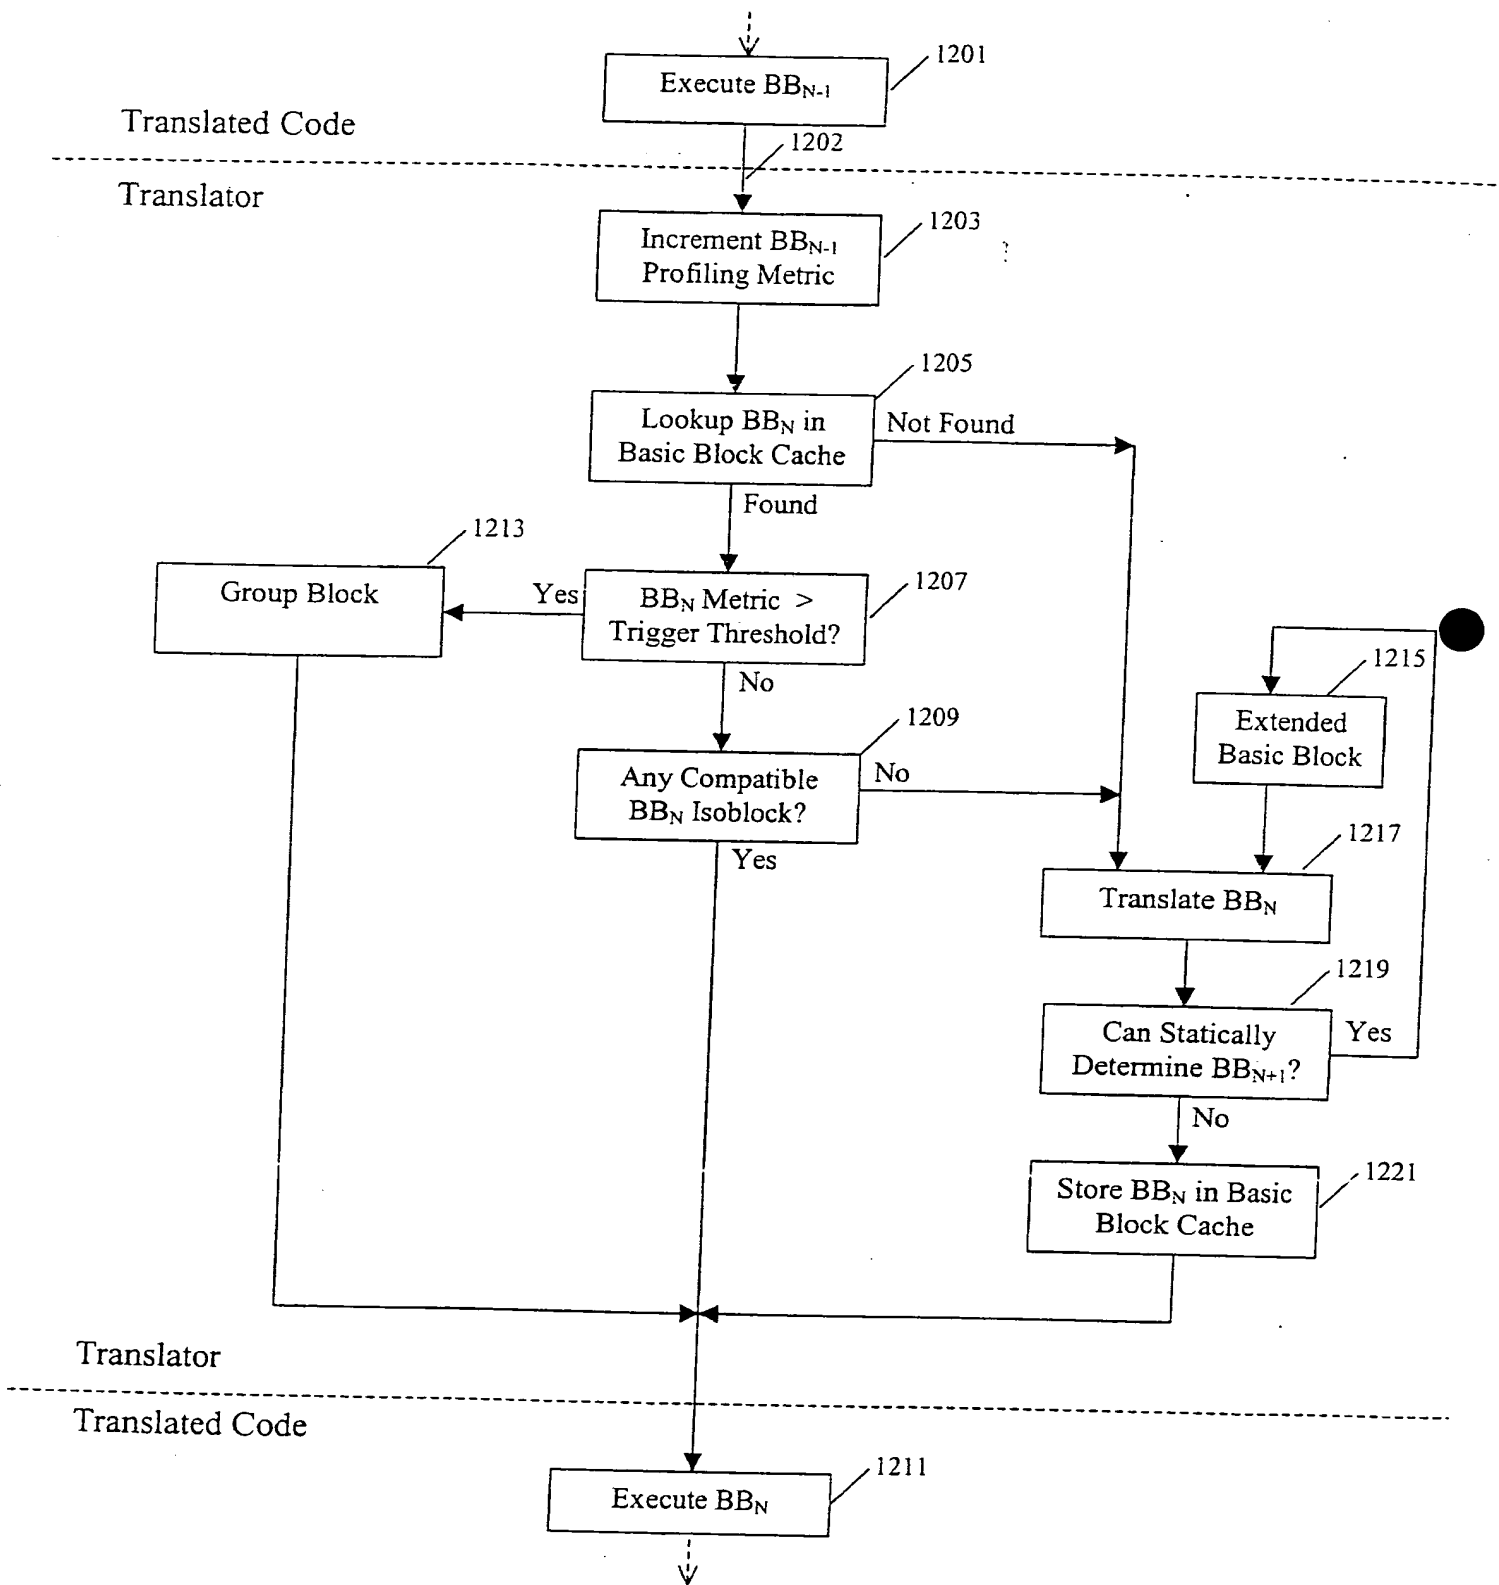 1201
Execute BBN-1
Translated Code
1202
Translator
1203
Increment BBN-1
Profiling Metric
1205
Lookup BBN in
Basic Block Cache
Not Found
Found
1213
Group Block
Yes
1207
BBN Metric >
Trigger Threshold?
No
1215
Extended
Basic Block
1209
Any Compatible
BBN Isoblock?
No
Yes
1217
Translate BBN
1219
Can Statically
Determine BBN+1?
Yes
No
1221
Store BBN in Basic
Block Cache
Translator
Translated Code
1211
Execute BBN